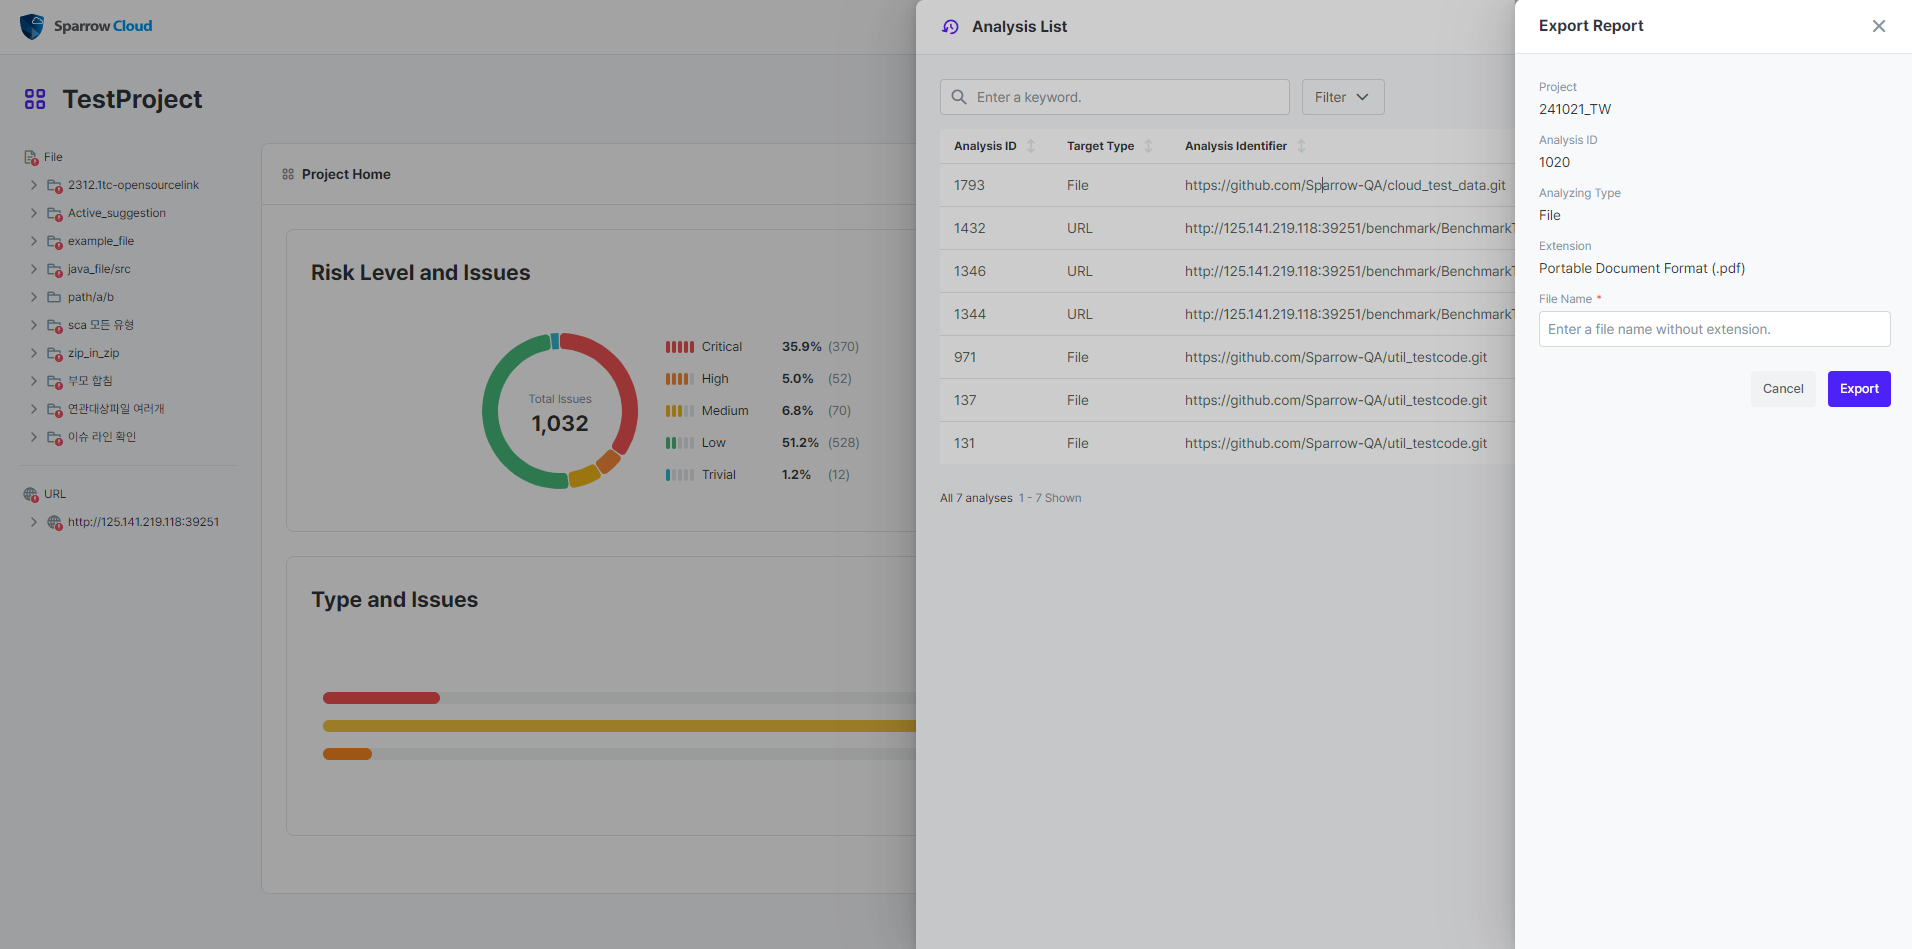 Sparrow Cloud
TestProject
File
2312.1tc-opensourcelink
Active_suggestion
example_file
java_file/src
path/a/b
sca 모든 유형
zip_in_zip
부모 합침
연관대상파일 여러개
이슈 라인 확인
URL
http://125.141.219.118:39251
Project Home
Risk Level and Issues
Total Issues
1,032
Critical 35.9% (370)
High 5.0% (52)
Medium 6.8% (70)
Low 51.2% (528)
Trivial 1.2% (12)
Type and Issues
Analysis List
Enter a keyword.
Filter
Analysis ID Target Type Analysis Identifier
1793 File https://github.com/Sparrow-QA/cloud_test_data.git
1432 URL http://125.141.219.118:39251/benchmark/BenchmarkT
1346 URL http://125.141.219.118:39251/benchmark/BenchmarkT
1344 URL http://125.141.219.118:39251/benchmark/BenchmarkT
971 File https://github.com/Sparrow-QA/util_testcode.git
137 File https://github.com/Sparrow-QA/util_testcode.git
131 File https://github.com/Sparrow-QA/util_testcode.git
All 7 analyses 1 - 7 Shown
Export Report
Project
241021_TW
Analysis ID
1020
Analyzing Type
File
Extension
Portable Document Format (.pdf)
File Name *
Enter a file name without extension.
Cancel Export